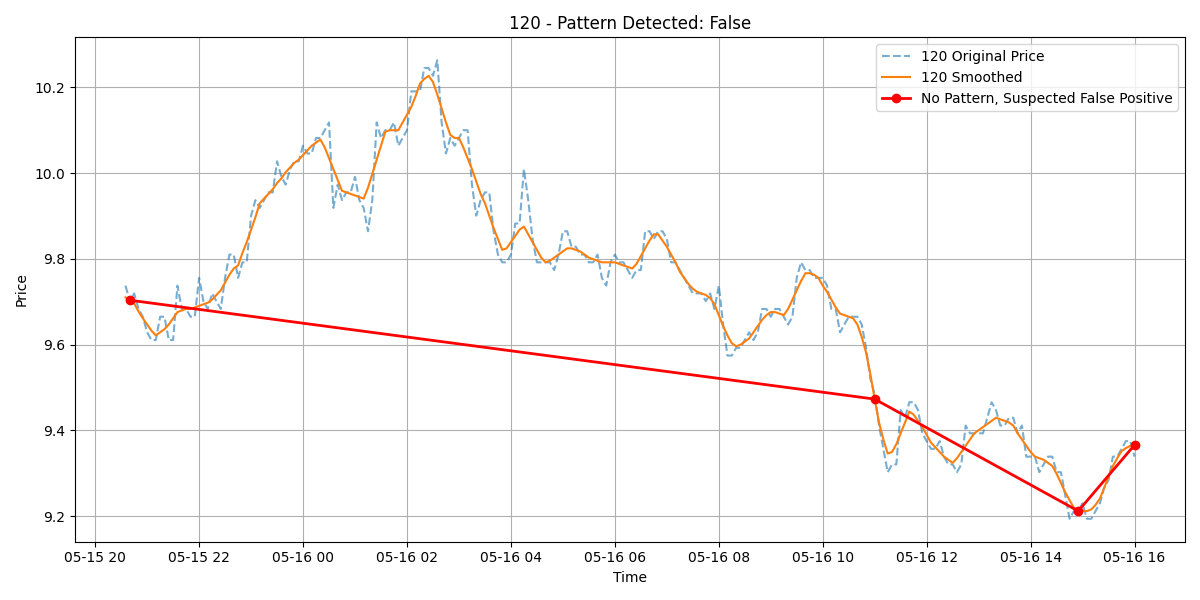 120 - Pattern Detected: False
120 Original Price
120 Smoothed
No Pattern, Suspected False Positive
Price
10.2
10.0
9.8
9.6
9.4
9.2
05-15 20 05-15 22 05-16 00 05-16 02 05-16 04 05-16 06 05-16 08 05-16 10 05-16 12 05-16 14 05-16 16
Time